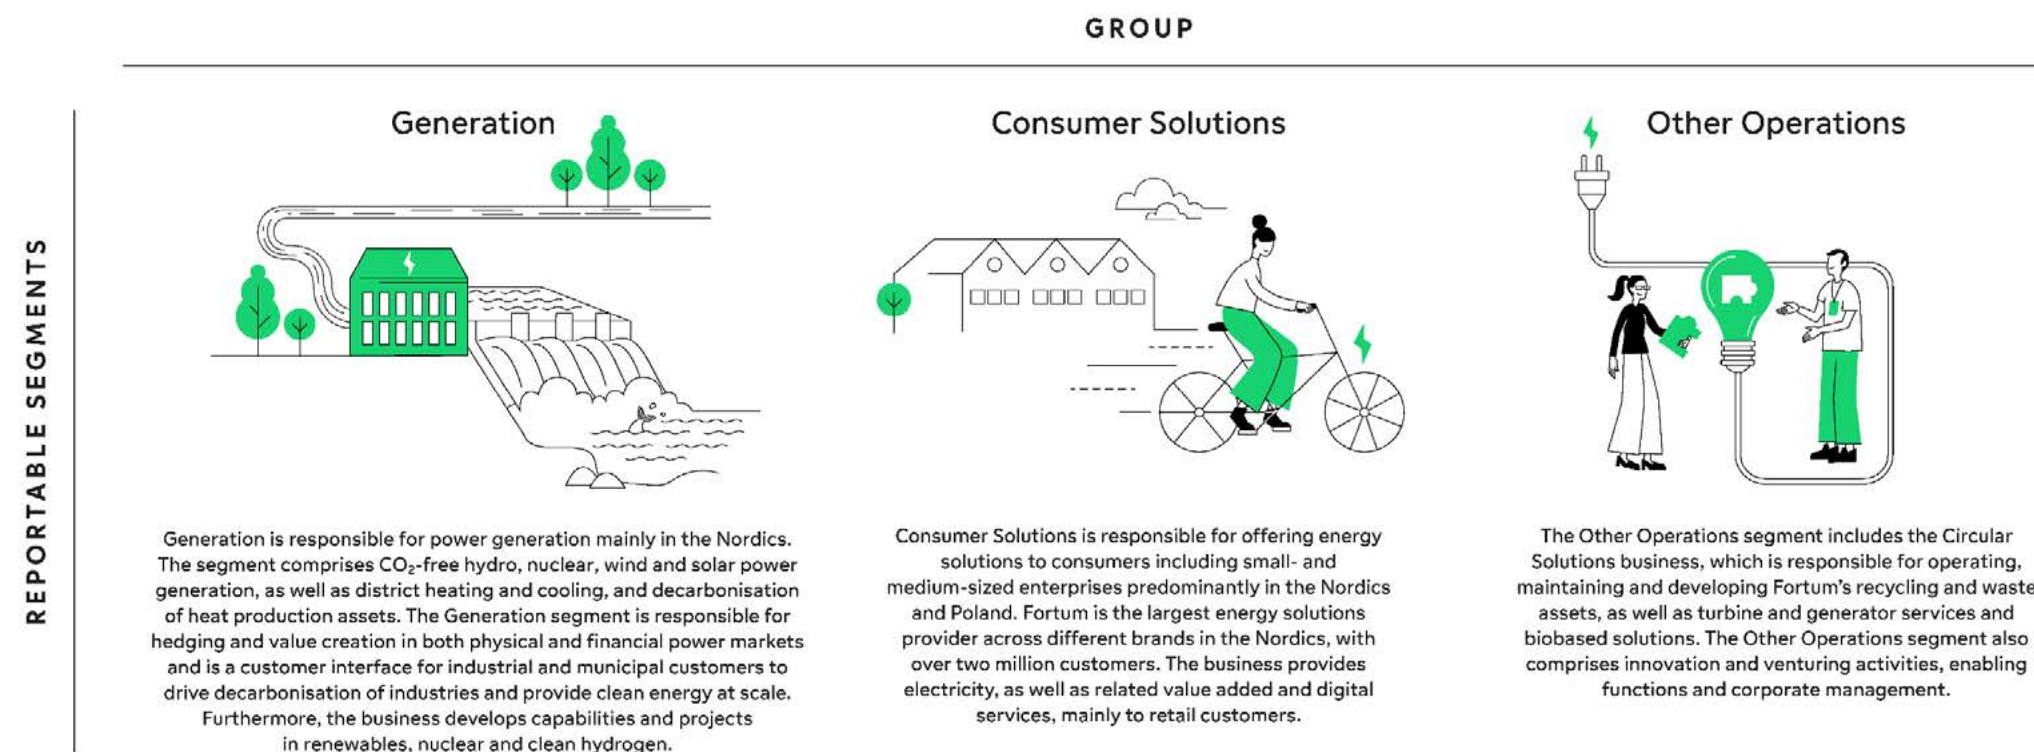 GROUP
REPORTABLE SEGMENTS
Generation
Generation is responsible for power generation mainly in the Nordics.
The segment comprises CO₂-free hydro, nuclear, wind and solar power
generation, as well as district heating and cooling, and decarbonisation
of heat production assets. The Generation segment is responsible for
hedging and value creation in both physical and financial power markets
and is a customer interface for industrial and municipal customers to
drive decarbonisation of industries and provide clean energy at scale.
Furthermore, the business develops capabilities and projects
in renewables, nuclear and clean hydrogen.
Consumer Solutions
Consumer Solutions is responsible for offering energy
solutions to consumers including small- and
medium-sized enterprises predominantly in the Nordics
and Poland. Fortum is the largest energy solutions
provider across different brands in the Nordics, with
over two million customers. The business provides
electricity, as well as related value added and digital
services, mainly to retail customers.
Other Operations
The Other Operations segment includes the Circular
Solutions business, which is responsible for operating,
maintaining and developing Fortum's recycling and waste
assets, as well as turbine and generator services and
biobased solutions. The Other Operations segment also
comprises innovation and venturing activities, enabling
functions and corporate management.